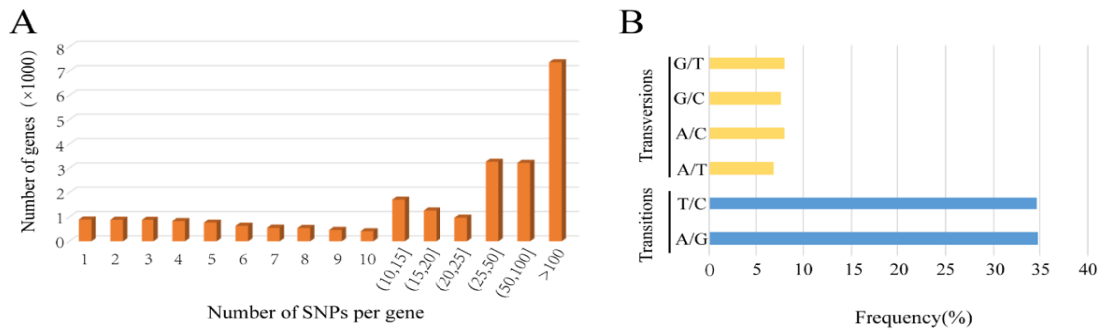 A
Number of genes (×1000)
8
7
6
5
4
3
2
1
0
1 2 3 4 5 6 7 8 9 10 (10,15] (15,20] (20,25] (25,50] (50,100] >100
Number of SNPs per gene
B
Transversions
G/T
G/C
A/C
A/T
Transitions
T/C
A/G
0 5 10 15 20 25 30 35 40
Frequency(%)